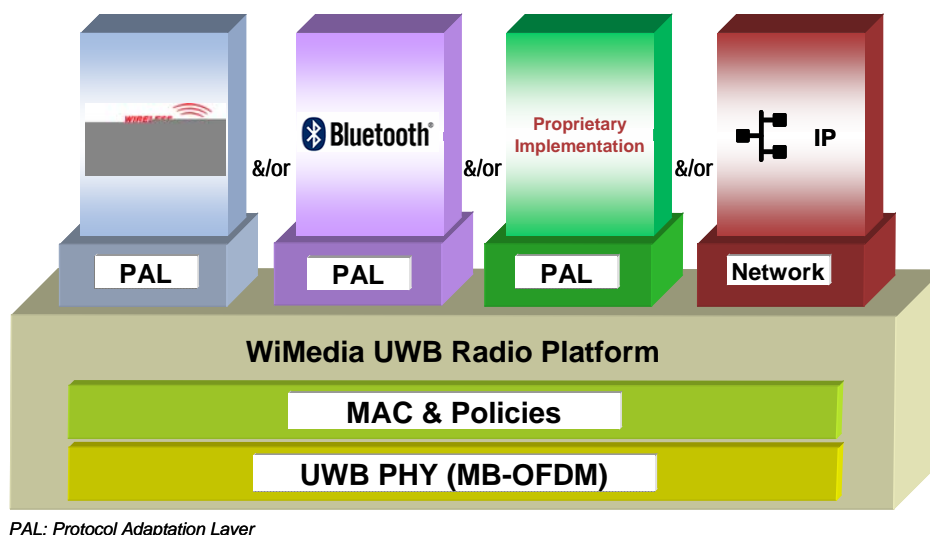 WIRELESS
Bluetooth®
Proprietary
Implementation
IP
&/or
&/or
&/or
PAL
PAL
PAL
Network
WiMedia UWB Radio Platform
MAC & Policies
UWB PHY (MB-OFDM)
PAL: Protocol Adaptation Layer